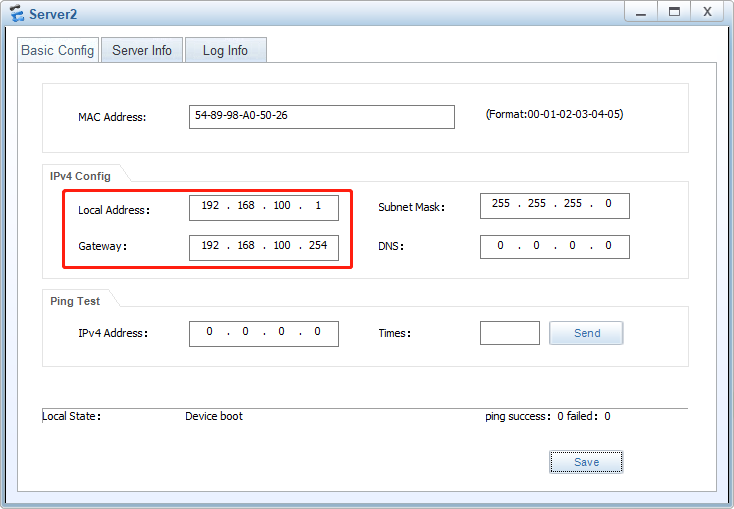 Server2
Basic Config Server Info Log Info
MAC Address: 54-89-98-A0-50-26 (Format:00-01-02-03-04-05)
IPv4 Config
Local Address: 192 . 168 . 100 . 1 Subnet Mask: 255 . 255 . 255 . 0
Gateway: 192 . 168 . 100 . 254 DNS: 0 . 0 . 0 . 0
Ping Test
IPv4 Address: 0 . 0 . 0 . 0 Times: Send
Local State: Device boot ping success: 0 failed: 0
Save